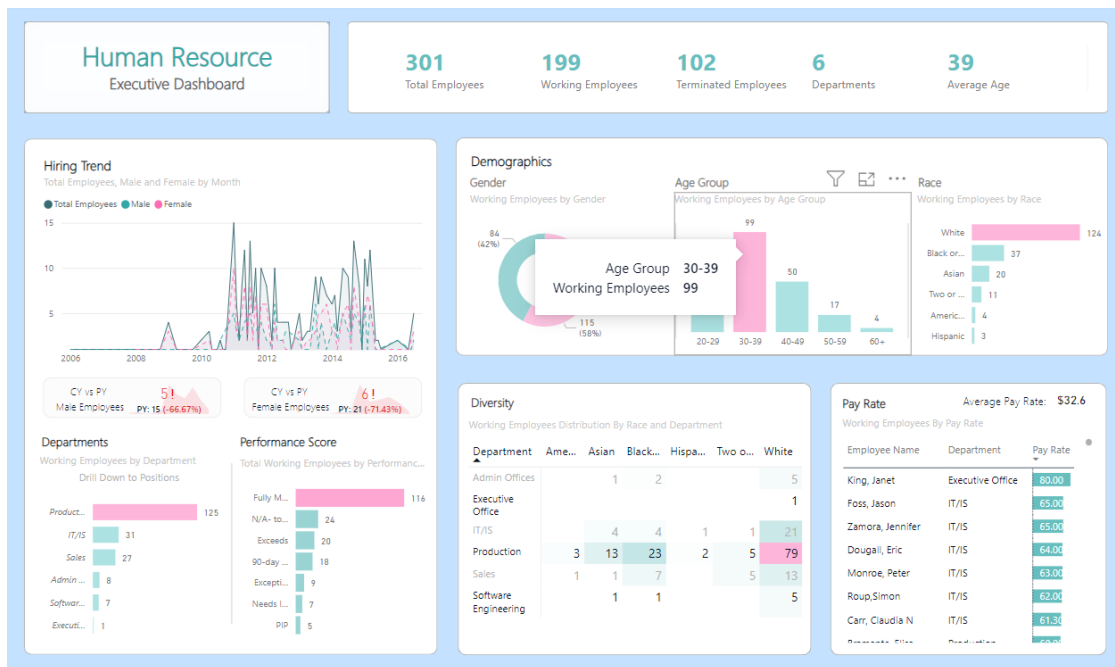 Human Resource
Executive Dashboard
301 199 102 6 39
Total Employees Working Employees Terminated Employees Departments Average Age
Hiring Trend
Total Employees, Male and Female by Month
Total Employees Male Female
15
10
5
2006 2008 2010 2012 2014 2016
CY vs PY 5!
Male Employees PY: 15 (-66.67%)
CY vs PY 6!
Female Employees PY: 21 (-71.43%)
Departments
Working Employees by Department
Drill Down to Positions
Product... 125
IT/IS 31
Sales 27
Admin ... 8
Softwar... 7
Executi... 1
Performance Score
Total Working Employees by Performanc...
Fully M... 116
N/A- to... 24
Exceeds 20
90-day ... 18
Excepti... 9
Needs I... 7
PIP 5
Demographics
Gender
Working Employees by Gender
84
(42%)
115
(58%)
Age Group
Working Employees by Age Group
99
50
17
4
20-29 30-39 40-49 50-59 60+
Age Group 30-39
Working Employees 99
Race
Working Employees by Race
White 124
Black or... 37
Asian 20
Two or ... 11
Americ... 4
Hispanic 3
Diversity
Working Employees Distribution By Race and Department
Department Ame... Asian Black... Hispa... Two o... White
Admin Offices 1 2 5
Executive
Office 1
IT/IS 4 4 1 1 21
Production 3 13 23 2 5 79
Sales 1 1 7 5 13
Software
Engineering 1 1 5
Pay Rate Average Pay Rate: $32.6
Working Employees By Pay Rate
Employee Name Department Pay Rate
King, Janet Executive Office 80.00
Foss, Jason IT/IS 65.00
Zamora, Jennifer IT/IS 65.00
Dougall, Eric IT/IS 64.00
Monroe, Peter IT/IS 63.00
Roup,Simon IT/IS 62.00
Carr, Claudia N IT/IS 61.30